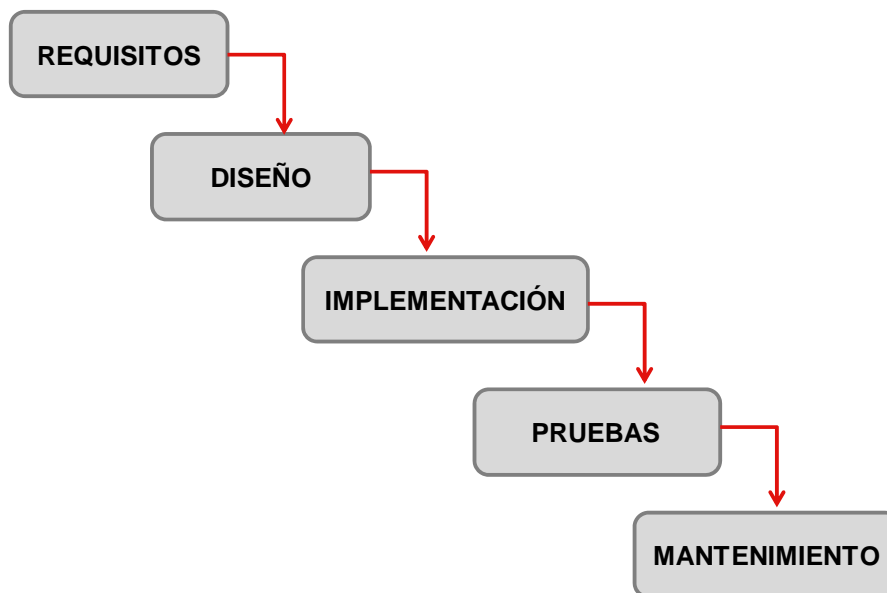 REQUISITOS
DISEÑO
IMPLEMENTACIÓN
PRUEBAS
MANTENIMIENTO